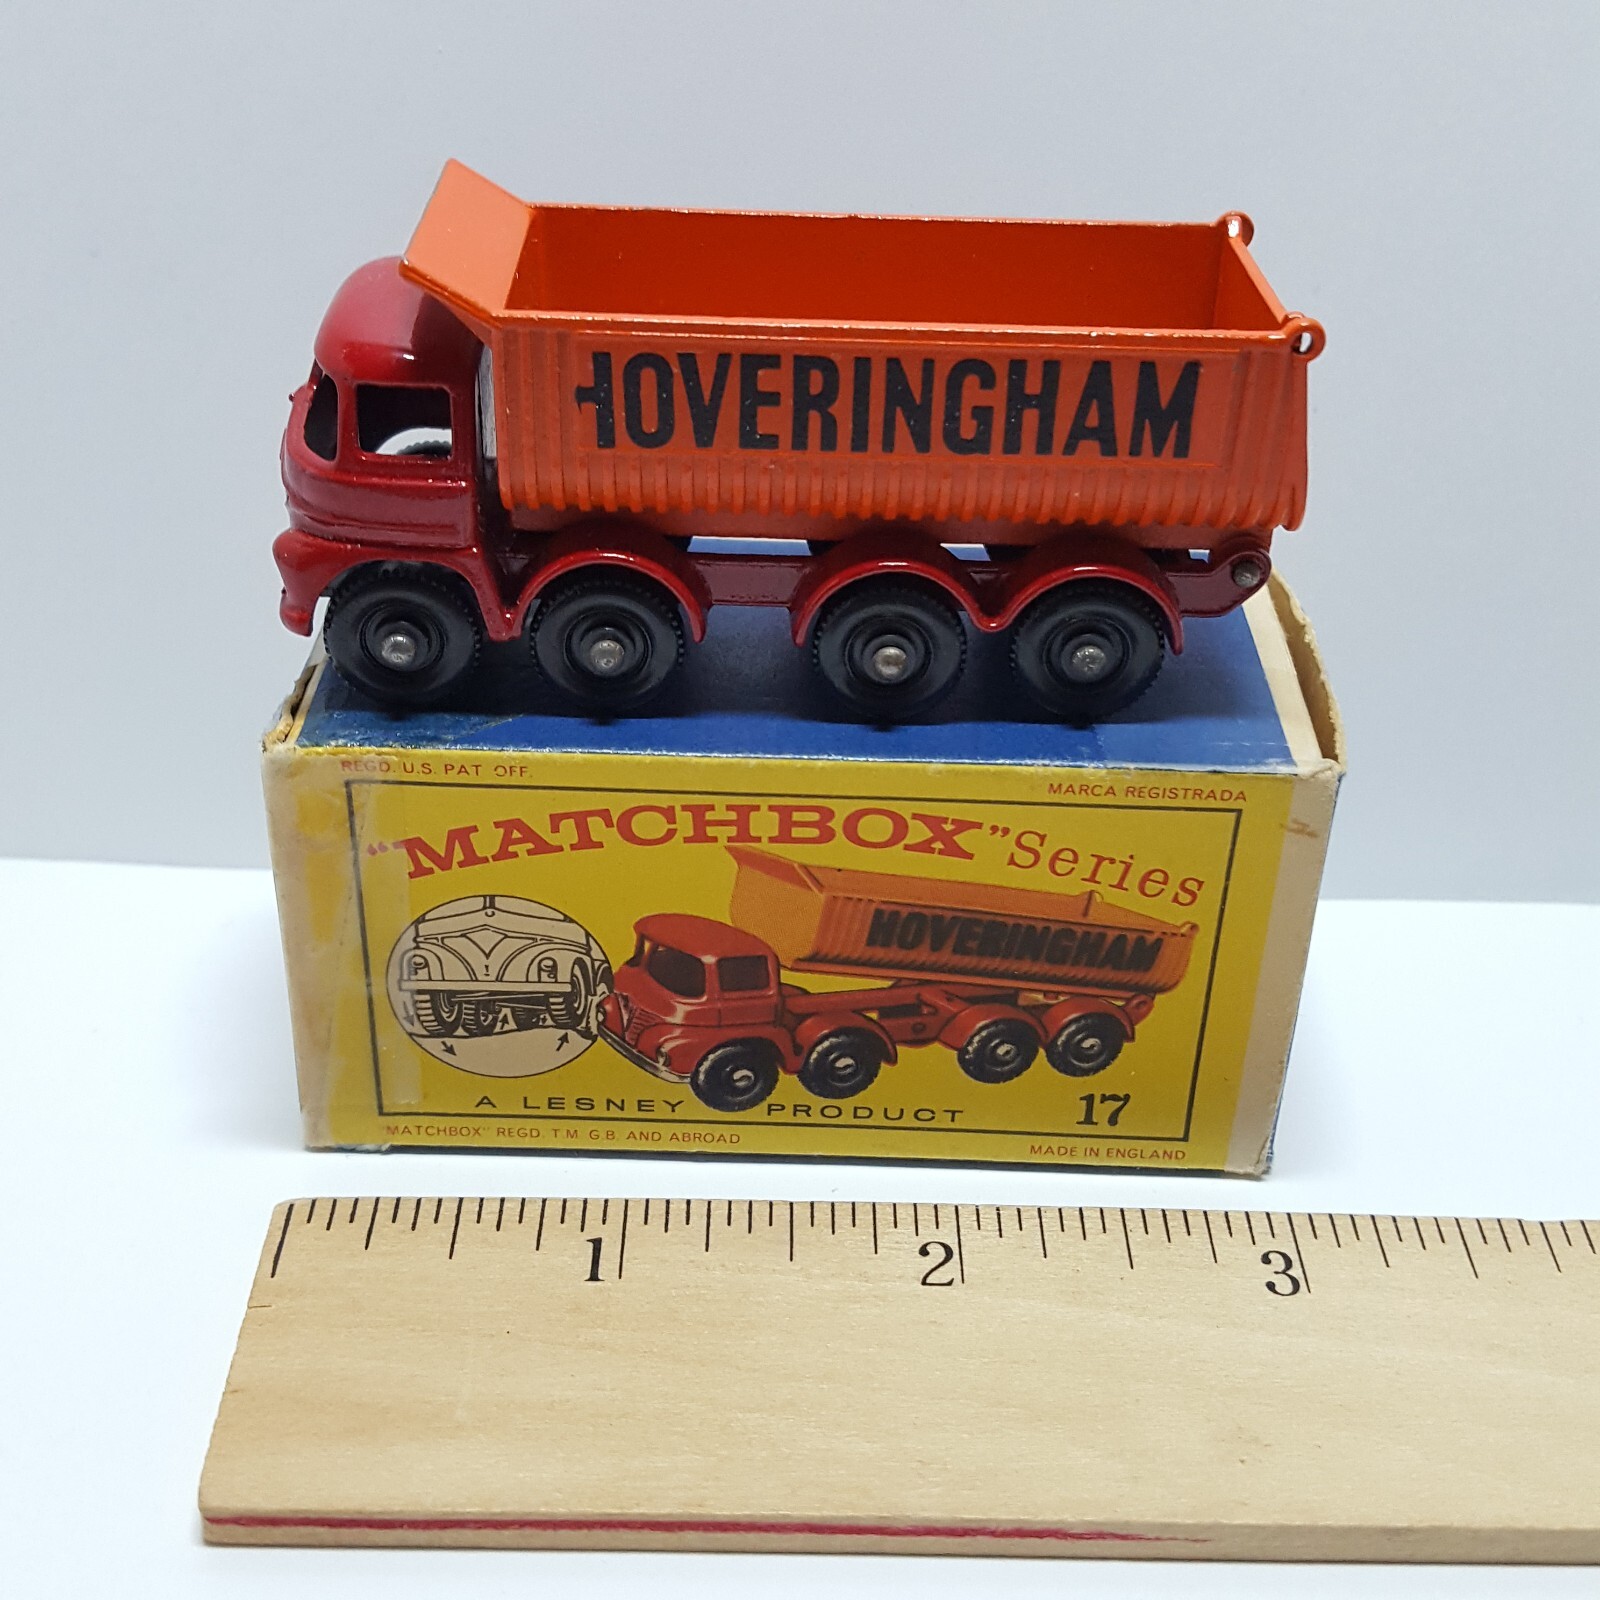 HOVERINGHAM
REGD. U.S. PAT OFF.
MARCA REGISTRADA
"MATCHBOX" Series
HOVERINGHAM
A LESNEY PRODUCT
17
"MATCHBOX" REGD. T.M. G.B. AND ABROAD
MADE IN ENGLAND
1 2 3